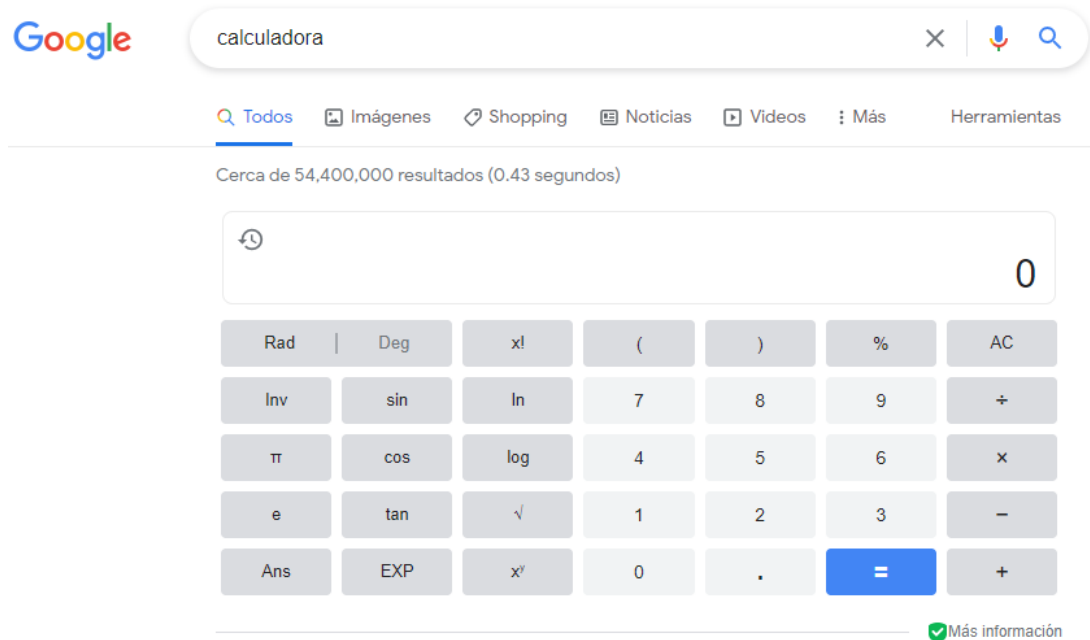 Google calculadora
Todos Imágenes Shopping Noticias Videos Más Herramientas
Cerca de 54,400,000 resultados (0.43 segundos)
0
Rad | Deg x! ( ) % AC
Inv sin ln 7 8 9 ÷
π cos log 4 5 6 ×
e tan √ 1 2 3 −
Ans EXP xʸ 0 . = +
Más información